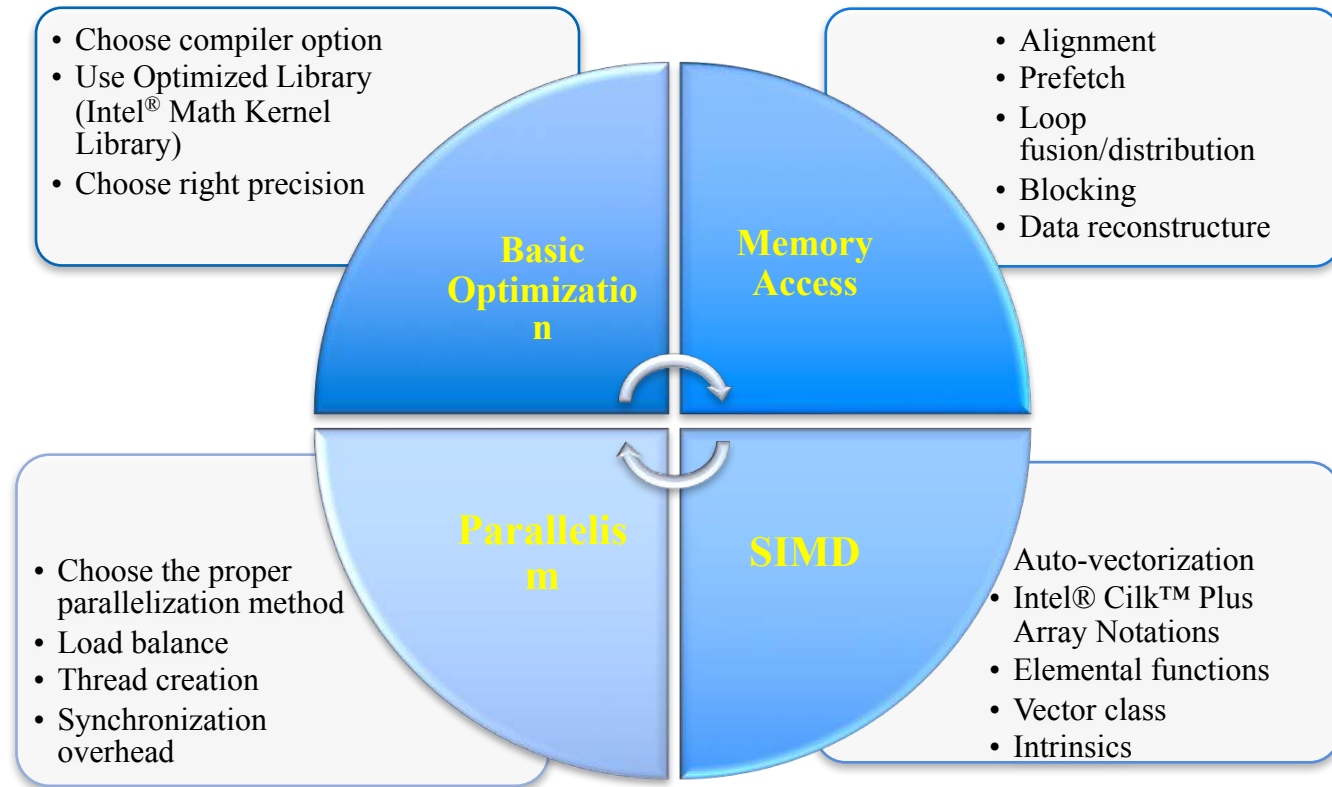 • Choose compiler option
• Use Optimized Library
(Intel® Math Kernel
Library)
• Choose right precision
• Alignment
• Prefetch
• Loop
fusion/distribution
• Blocking
• Data reconstructure
Basic
Optimizatio
n
Memory
Access
Parallelis
m
SIMD
• Choose the proper
parallelization method
• Load balance
• Thread creation
• Synchronization
overhead
Auto-vectorization
• Intel® Cilk™ Plus
Array Notations
• Elemental functions
• Vector class
• Intrinsics